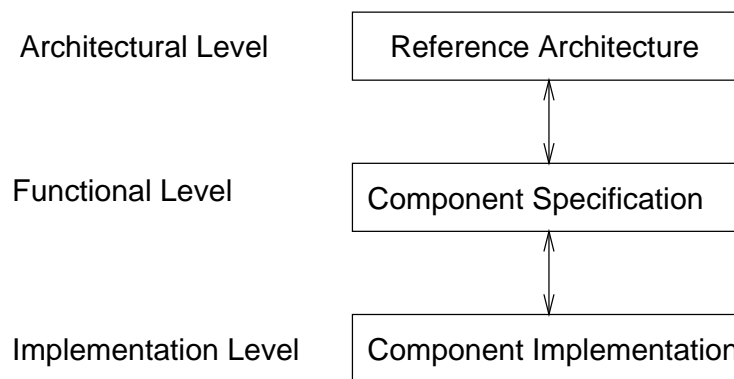 Architectural Level
Reference Architecture
Functional Level
Component Specification
Implementation Level
Component Implementation